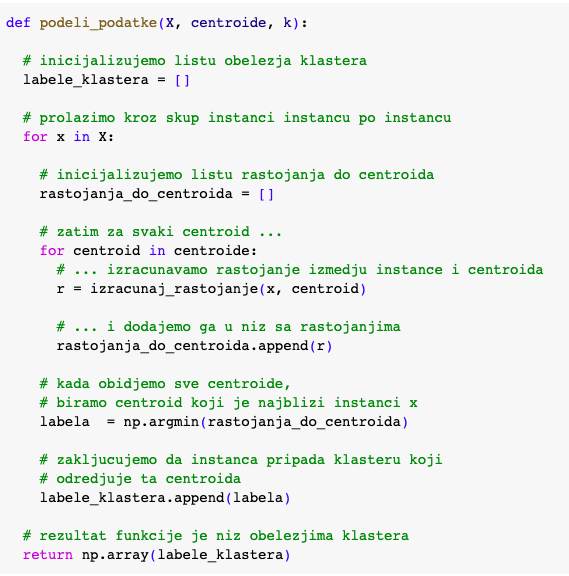 def podeli_podatke(X, centroide, k):
# inicijalizujemo listu obelezja klastera
labele_klastera = []
# prolazimo kroz skup instanci instancu po instancu
for x in X:
# inicijalizujemo listu rastojanja do centroida
rastojanja_do_centroida = []
# zatim za svaki centroid ...
for centroid in centroide:
# ... izracunavamo rastojanje izmedju instance i centroida
r = izracunaj_rastojanje(x, centroid)
# ... i dodajemo ga u niz sa rastojanjima
rastojanja_do_centroida.append(r)
# kada obidjemo sve centroide,
# biramo centroid koji je najblizi instanci x
labela  = np.argmin(rastojanja_do_centroida)
# zakljucujemo da instanca pripada klasteru koji
# odredjuje ta centroida
labele_klastera.append(labela)
# rezultat funkcije je niz obelezjima klastera
return np.array(labele_klastera)